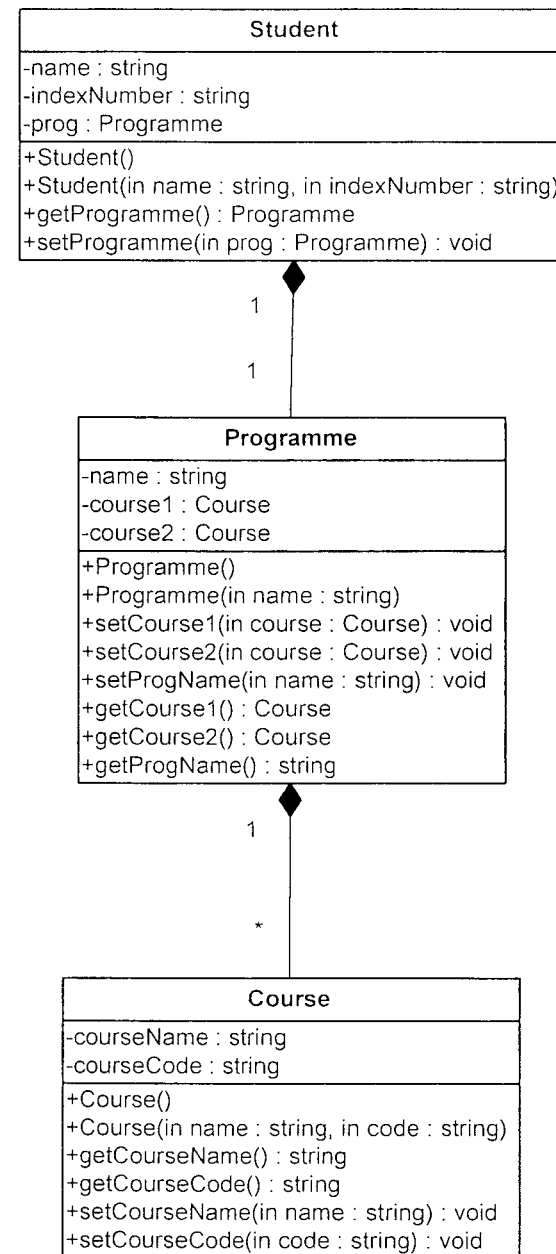 Student
-name : string
-indexNumber : string
-prog : Programme
+Student()
+Student(in name : string, in indexNumber : string)
+getProgramme() : Programme
+setProgramme(in prog : Programme) : void
1
1
Programme
-name : string
-course1 : Course
-course2 : Course
+Programme()
+Programme(in name : string)
+setCourse1(in course : Course) : void
+setCourse2(in course : Course) : void
+setProgName(in name : string) : void
+getCourse1() : Course
+getCourse2() : Course
+getProgName() : string
1
*
Course
-courseName : string
-courseCode : string
+Course()
+Course(in name : string, in code : string)
+getCourseName() : string
+getCourseCode() : string
+setCourseName(in name : string) : void
+setCourseCode(in code : string) : void